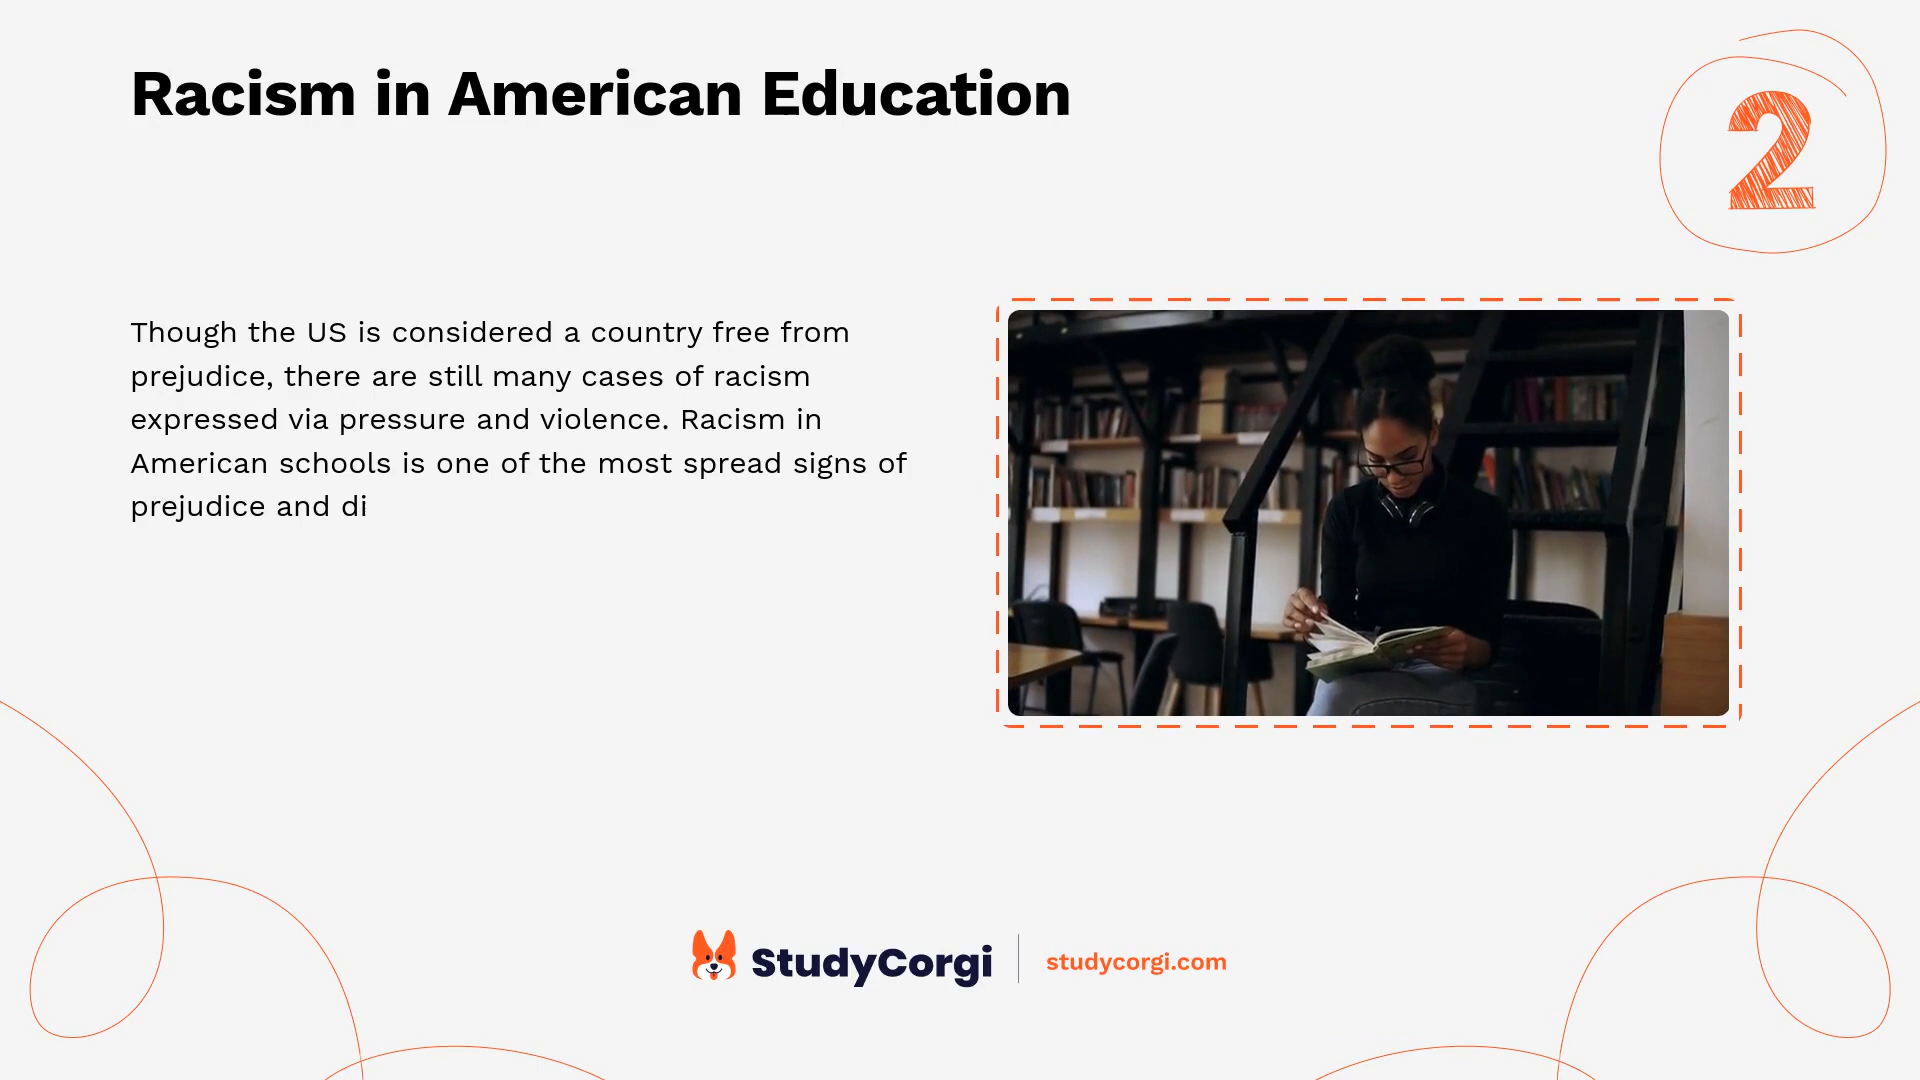 Racism in American Education
2
Though the US is considered a country free from
prejudice, there are still many cases of racism
expressed via pressure and violence. Racism in
American schools is one of the most spread signs of
prejudice and di
StudyCorgi
studycorgi.com